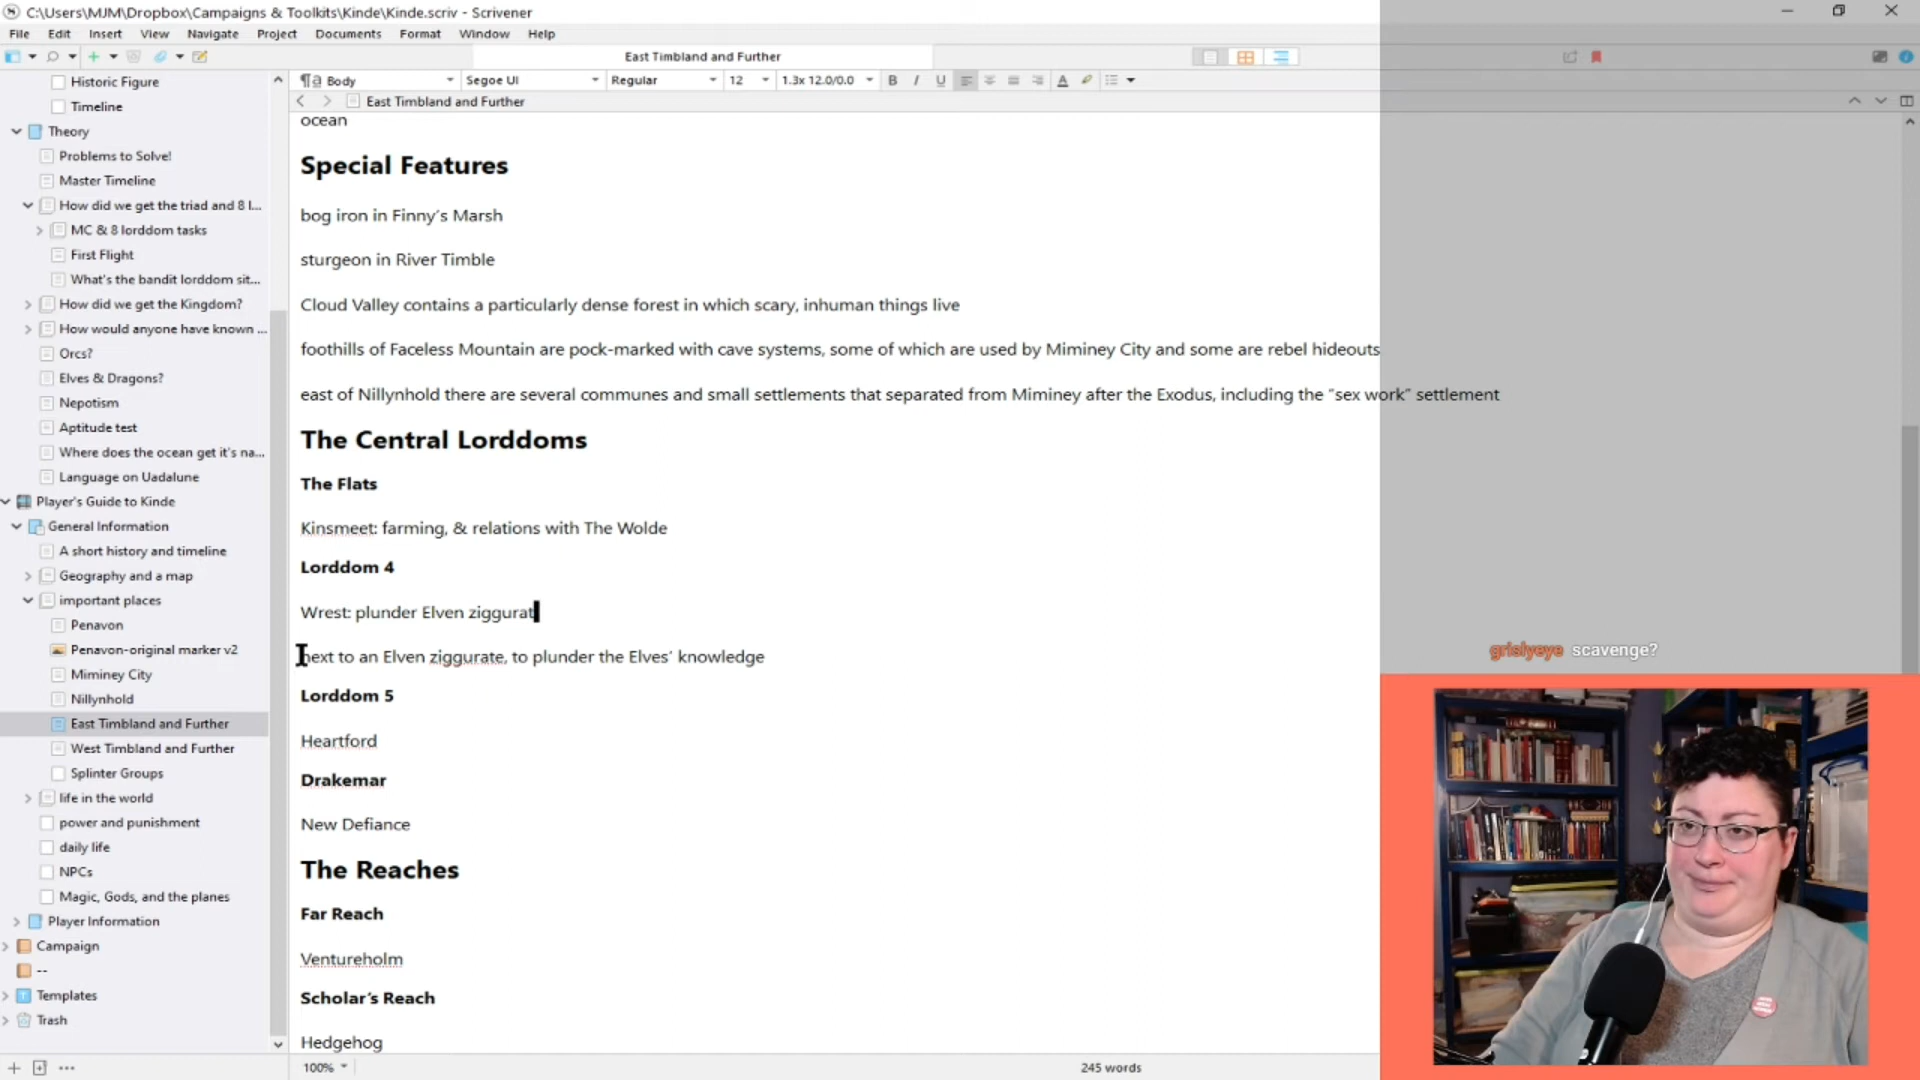 C:\Users\MJM\Dropbox\Campaigns & Toolkits\Kinde\Kinde.scriv - Scrivener
File Edit Insert View Navigate Project Documents Format Window Help
East Timbland and Further
Body Segoe UI Regular 12 1.3x 12.0/0.0 B I U A
East Timbland and Further
Historic Figure
Timeline
Theory
Problems to Solve!
Master Timeline
How did we get the triad and 8 l...
MC & 8 lorddom tasks
First Flight
What's the bandit lorddom sit...
How did we get the Kingdom?
How would anyone have known ...
Orcs?
Elves & Dragons?
Nepotism
Aptitude test
Where does the ocean get it's na...
Language on Uadalune
Player's Guide to Kinde
General Information
A short history and timeline
Geography and a map
important places
Penavon
Penavon-original marker v2
Miminey City
Nillynhold
East Timbland and Further
West Timbland and Further
Splinter Groups
life in the world
power and punishment
daily life
NPCs
Magic, Gods, and the planes
Player Information
Campaign
--
Templates
Trash
ocean
Special Features
bog iron in Finny's Marsh
sturgeon in River Timble
Cloud Valley contains a particularly dense forest in which scary, inhuman things live
foothills of Faceless Mountain are pock-marked with cave systems, some of which are used by Miminey City and some are rebel hideouts
east of Nillynhold there are several communes and small settlements that separated from Miminey after the Exodus, including the "sex work" settlement
The Central Lorddoms
The Flats
Kinsmeet: farming, & relations with The Wolde
Lorddom 4
Wrest: plunder Elven ziggurat
next to an Elven ziggurate, to plunder the Elves' knowledge
Lorddom 5
Heartford
Drakemar
New Defiance
The Reaches
Far Reach
Ventureholm
Scholar's Reach
Hedgehog
100%
245 words
grislyeye scavenge?